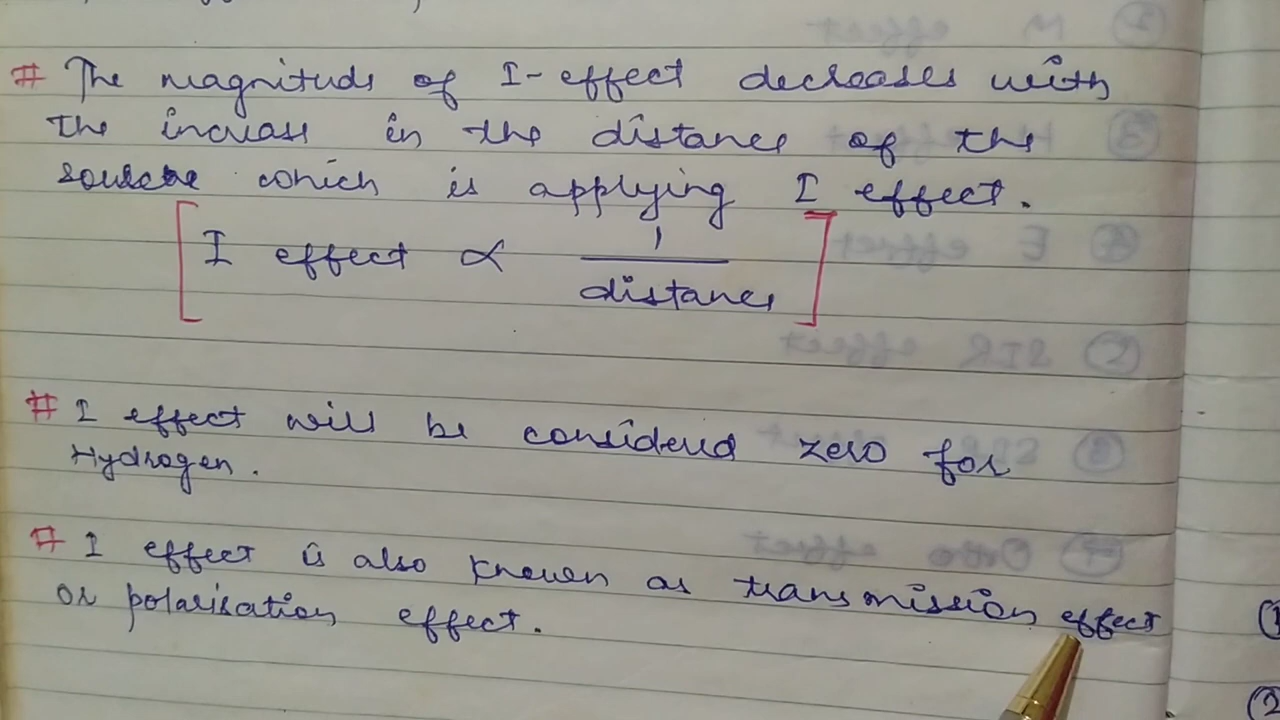 # The magnitude of I-effect decreases with
the increase in the distance of the
source which is applying I effect.
[I effect ∝ 1/distance]
# I effect will be considered zero for
Hydrogen.
# I effect is also known as transmission effect
or polarisation effect.
(1
(2